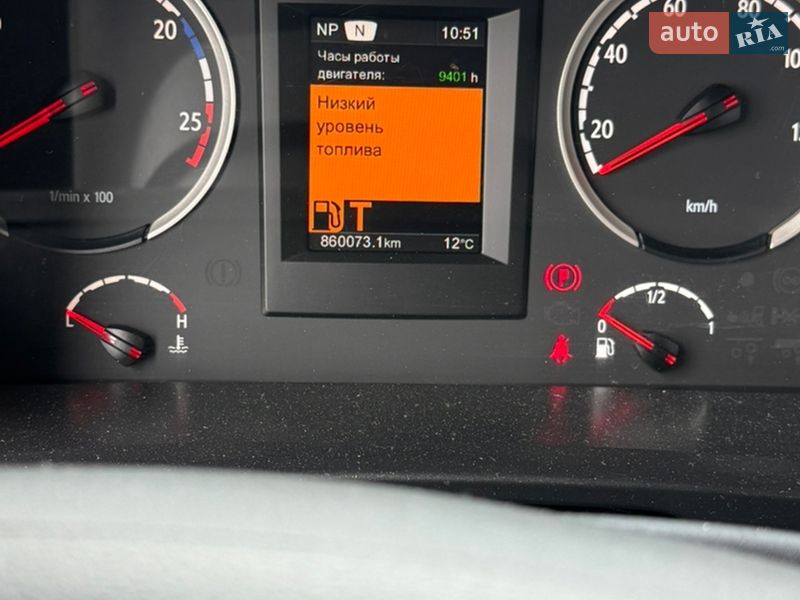 NP N 10:51
Часы работы
двигателя: 9401 h
Низкий
уровень
топлива
T
860073.1km 12°C
20
25
1/min x 100
L H
60 80
40
20
km/h
P
0 1/2 1
auto RIA .com